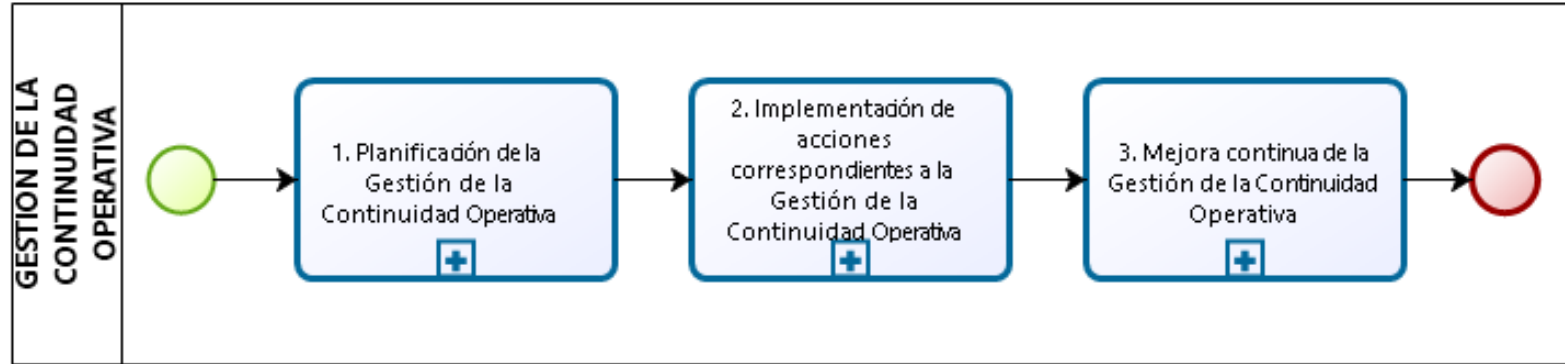 GESTION DE LA
CONTINUIDAD
OPERATIVA
1. Planificación de la
Gestión de la
Continuidad Operativa
2. Implementación de
acciones
correspondientes a la
Gestión de la
Continuidad Operativa
3. Mejora continua de la
Gestión de la Continuidad
Operativa